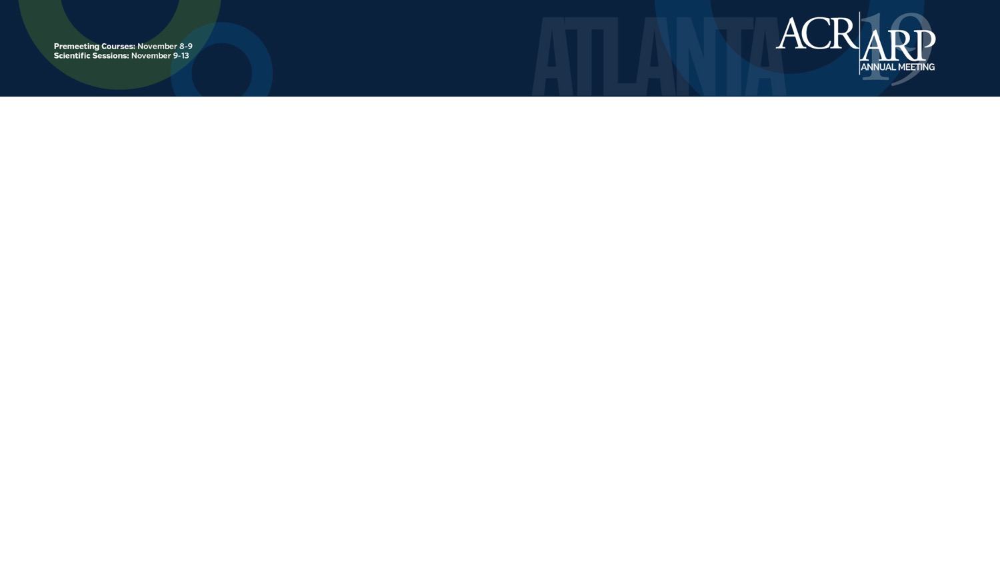 Premeeting Courses: November 8-9
Scientific Sessions: November 9-13
ATLANTA
ACR
19
ARP
ANNUAL MEETING